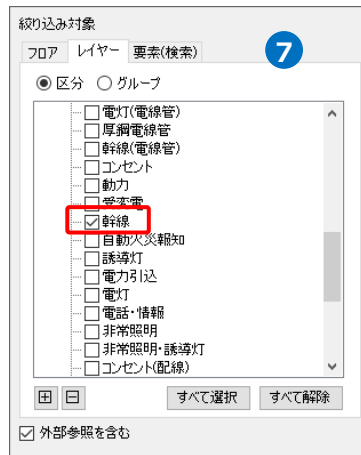 絞り込み対象
フロア レイヤー 要素(検索)
7
区分 グループ
電灯(電線管)
厚鋼電線管
幹線(電線管)
コンセント
動力
受変電
幹線
自動火災報知
誘導灯
電力引込
電灯
電話・情報
非常照明
非常照明・誘導灯
コンセント(配線)
すべて選択 すべて解除
外部参照を含む